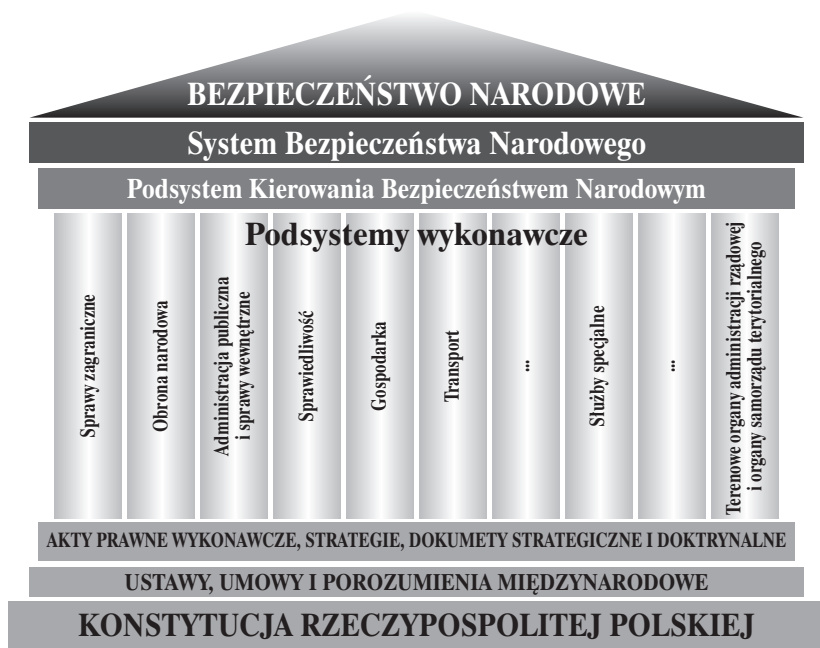 BEZPIECZEŃSTWO NARODOWE
System Bezpieczeństwa Narodowego
Podsystem Kierowania Bezpieczeństwem Narodowym
Podsystemy wykonawcze
Sprawy zagraniczne
Obrona narodowa
Administracja publiczna
i sprawy wewnętrzne
Sprawiedliwość
Gospodarka
Transport
...
Służby specjalne
...
Terenowe organy administracji rządowej
i organy samorządu terytorialnego
AKTY PRAWNE WYKONAWCZE, STRATEGIE, DOKUMETY STRATEGICZNE I DOKTRYNALNE
USTAWY, UMOWY I POROZUMIENIA MIĘDZYNARODOWE
KONSTYTUCJA RZECZYPOSPOLITEJ POLSKIEJ